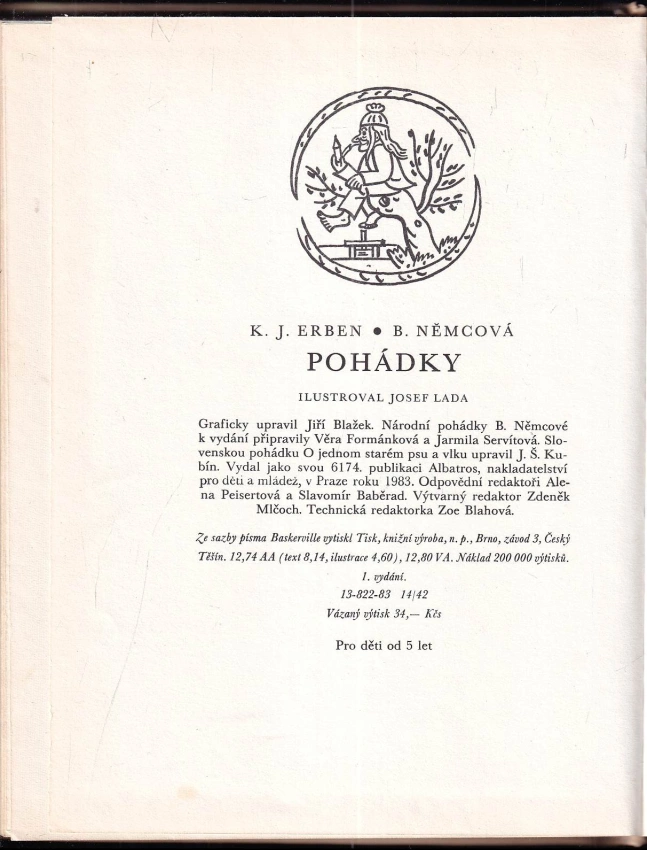 K. J. ERBEN ● B. NĚMCOVÁ
POHÁDKY
ILUSTROVAL JOSEF LADA
Graficky upravil Jiří Blažek. Národní pohádky B. Němcové
k vydání připravily Věra Formánková a Jarmila Servítová. Slo-
venskou pohádku O jednom starém psu a vlku upravil J. Š. Ku-
bín. Vydal jako svou 6174. publikaci Albatros, nakladatelství
pro děti a mládež, v Praze roku 1983. Odpovědní redaktoři Ale-
na Peisertová a Slavomír Baběrad. Výtvarný redaktor Zdeněk
Mlčoch. Technická redaktorka Zoe Blahová.
Ze sazby písma Baskerville vytiskl Tisk, knižní výroba, n. p., Brno, závod 3, Český
Těšín. 12,74 AA (text 8,14, ilustrace 4,60), 12,80 VA. Náklad 200 000 výtisků.
1. vydání.
13-822-83 14/42
Vázaný výtisk 34,— Kčs
Pro děti od 5 let